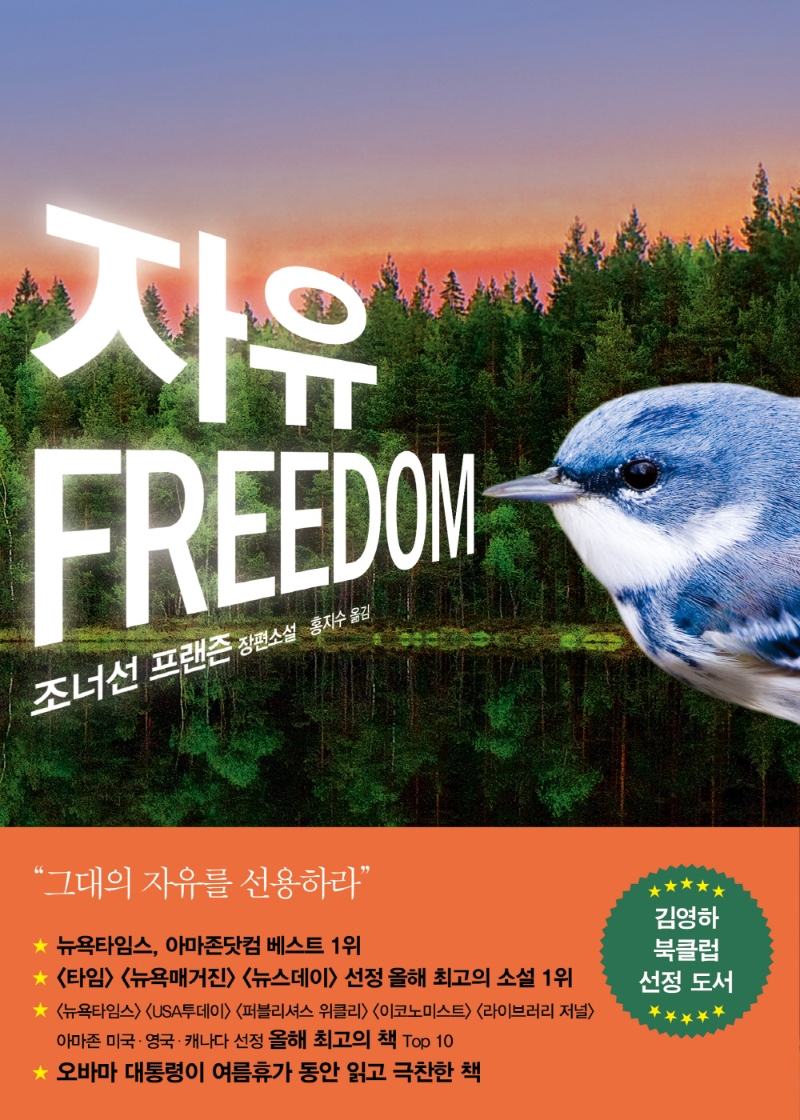 자유
FREEDOM
조너선 프랜즌 장편소설 홍지수 옮김
“그대의 자유를 선용하라”
★ 뉴욕타임스, 아마존닷컴 베스트 1위
★ 〈타임〉 〈뉴욕매거진〉 〈뉴스데이〉 선정 올해 최고의 소설 1위
★ 〈뉴욕타임스〉 〈USA투데이〉 〈퍼블리셔스 위클리〉 〈이코노미스트〉 〈라이브러리 저널〉
아마존 미국·영국·캐나다 선정 올해 최고의 책 Top 10
★ 오바마 대통령이 여름휴가 동안 읽고 극찬한 책
김영하
북클럽
선정 도서